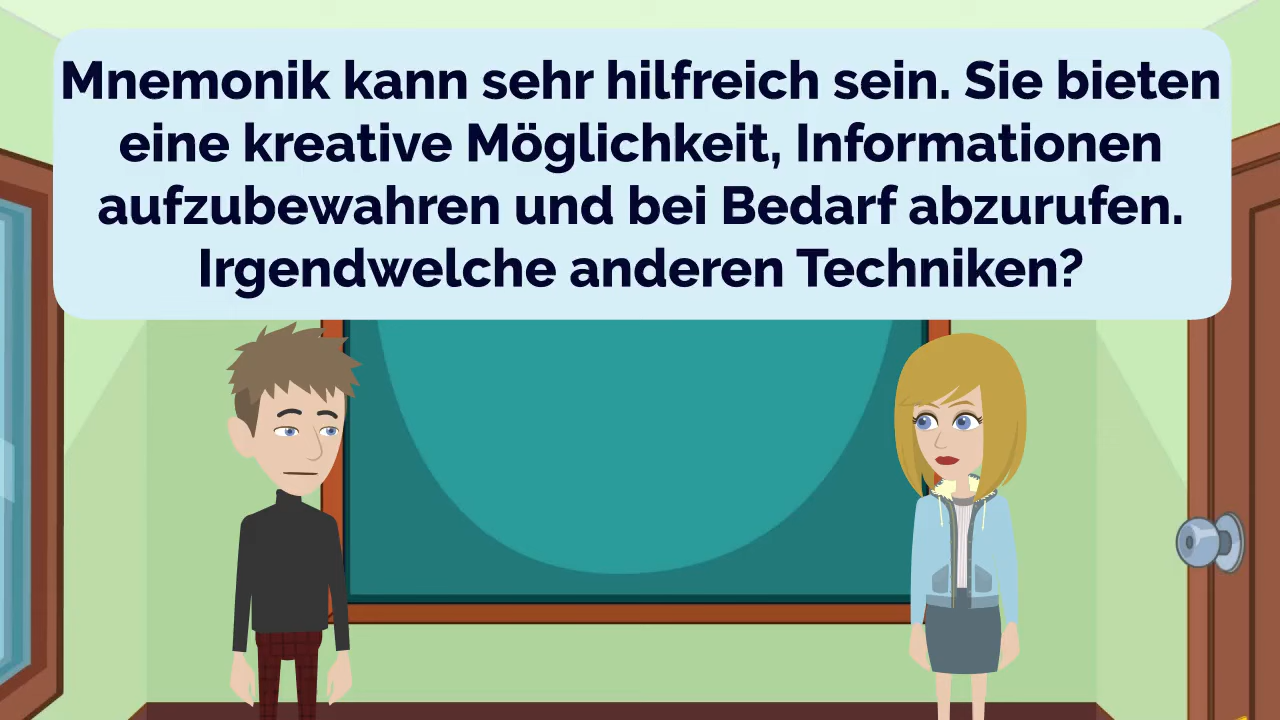 Mnemonik kann sehr hilfreich sein. Sie bieten
eine kreative Möglichkeit, Informationen
aufzubewahren und bei Bedarf abzurufen.
Irgendwelche anderen Techniken?